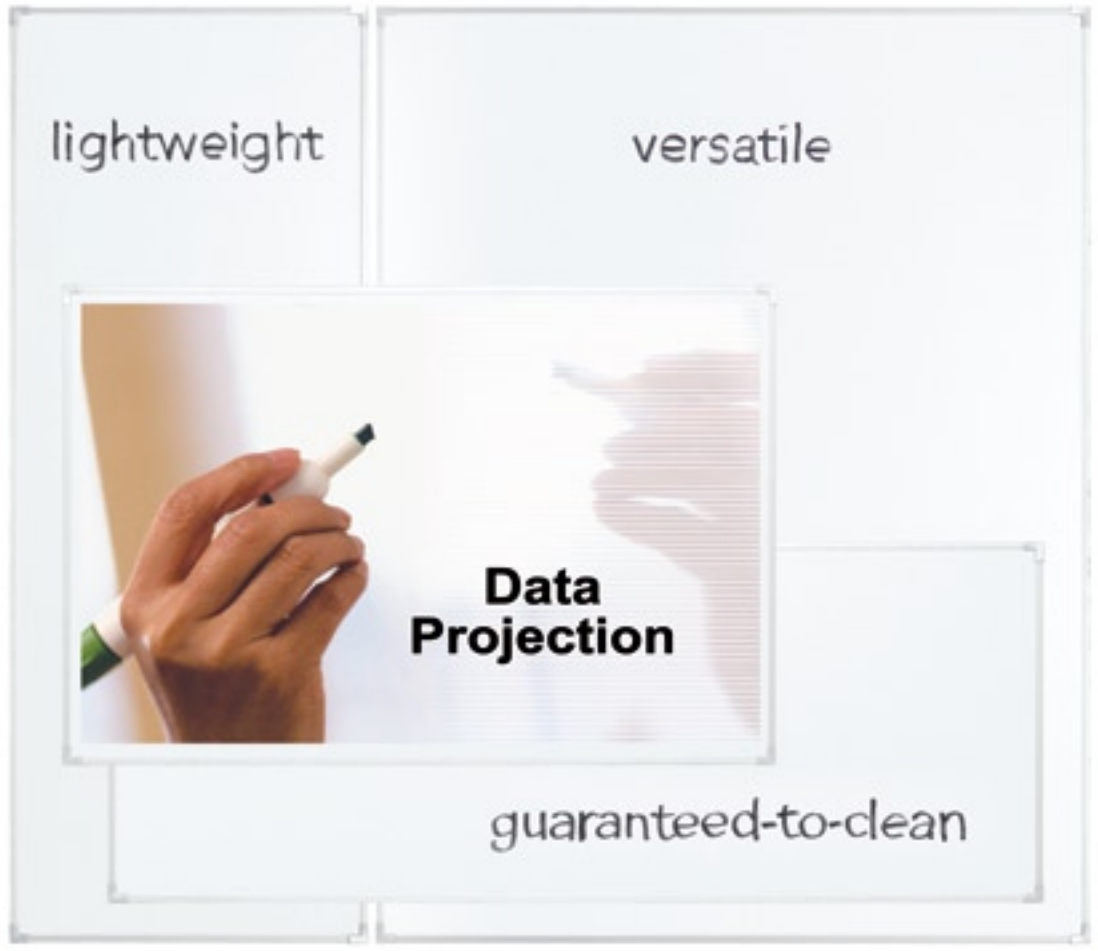 lightweight
versatile
Data
Projection
guaranteed-to-clean